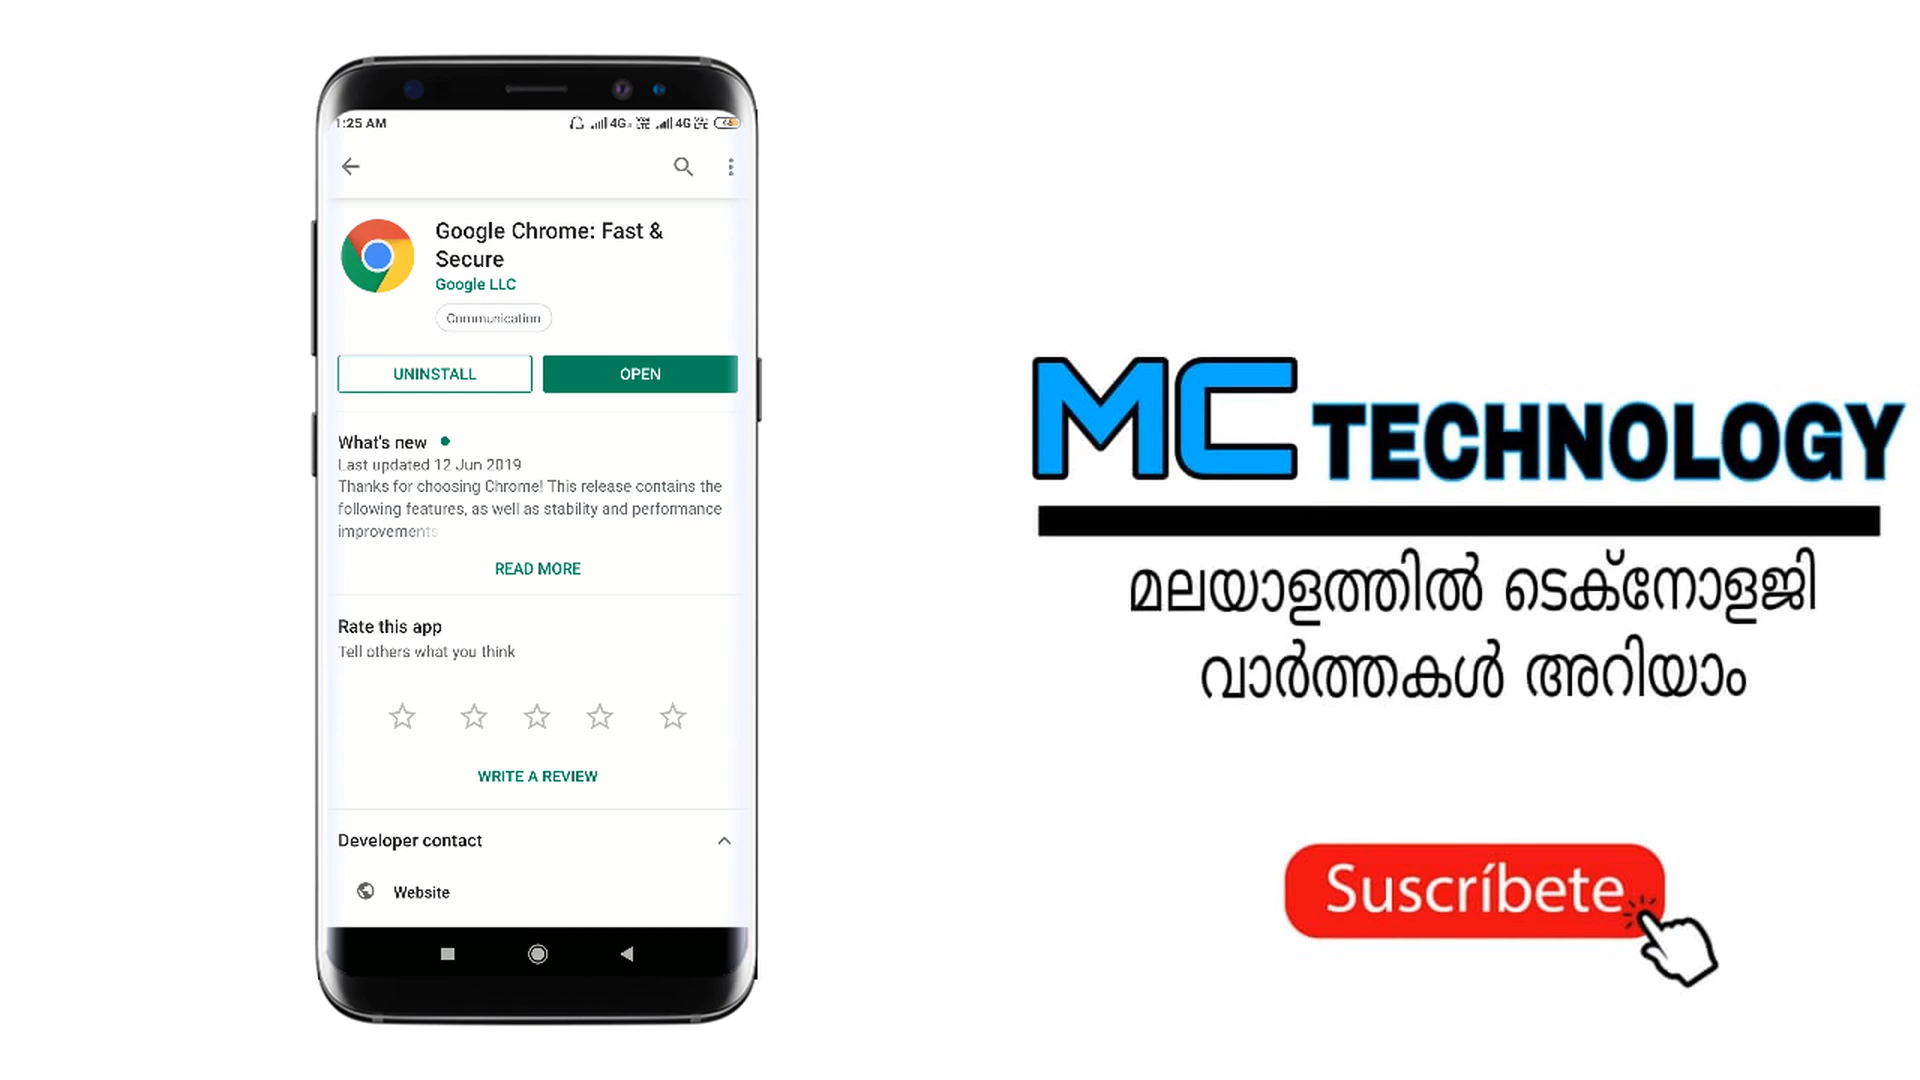 1:25 AM 4G 4G
Google Chrome: Fast &
Secure
Google LLC
Communication
UNINSTALL OPEN
What's new
Last updated 12 Jun 2019
Thanks for choosing Chrome! This release contains the
following features, as well as stability and performance
improvements
READ MORE
Rate this app
Tell others what you think
WRITE A REVIEW
Developer contact
Website
MC TECHNOLOGY
മലയാളത്തിൽ ടെക്നോളജി
വാർത്തകൾ അറിയാം
Suscríbete